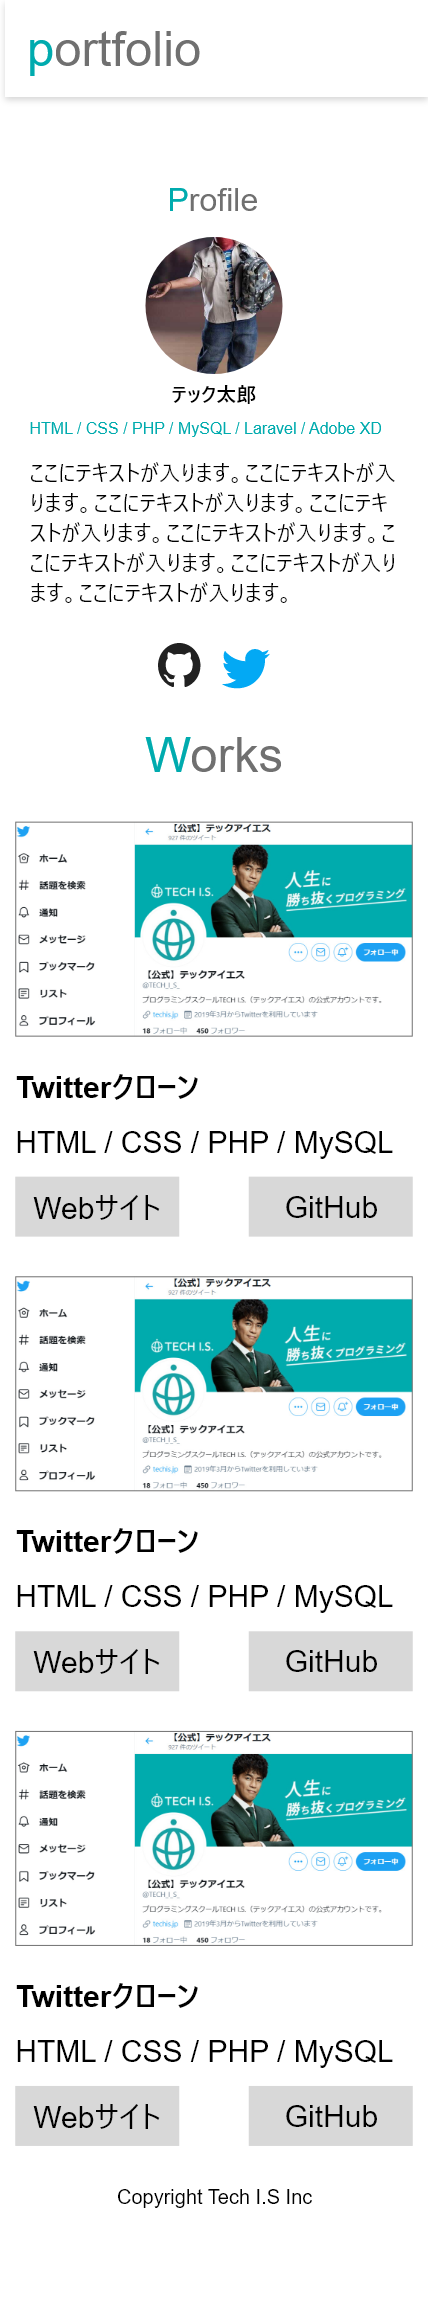 portfolio
Profile
テック太郎
HTML / CSS / PHP / MySQL / Laravel / Adobe XD
ここにテキストが入ります。ここにテキストが入
ります。ここにテキストが入ります。ここにテキ
ストが入ります。ここにテキストが入ります。こ
こにテキストが入ります。ここにテキストが入り
ます。ここにテキストが入ります。
Works
【公式】テックアイエス
927 件のツイート
ホーム
話題を検索
通知
メッセージ
ブックマーク
リスト
プロフィール
TECH I.S.
人生に
勝ち抜くプログラミング
フォロー中
【公式】テックアイエス
@TECH_I_S_
プログラミングスクールTECH I.S.（テックアイエス）の公式アカウントです。
techis.jp 2019年3月からTwitterを利用しています
18 フォロー中 450 フォロワー
Twitterクローン
HTML / CSS / PHP / MySQL
Webサイト GitHub
【公式】テックアイエス
927 件のツイート
ホーム
話題を検索
通知
メッセージ
ブックマーク
リスト
プロフィール
TECH I.S.
人生に
勝ち抜くプログラミング
フォロー中
【公式】テックアイエス
@TECH_I_S_
プログラミングスクールTECH I.S.（テックアイエス）の公式アカウントです。
techis.jp 2019年3月からTwitterを利用しています
18 フォロー中 450 フォロワー
Twitterクローン
HTML / CSS / PHP / MySQL
Webサイト GitHub
【公式】テックアイエス
927 件のツイート
ホーム
話題を検索
通知
メッセージ
ブックマーク
リスト
プロフィール
TECH I.S.
人生に
勝ち抜くプログラミング
フォロー中
【公式】テックアイエス
@TECH_I_S_
プログラミングスクールTECH I.S.（テックアイエス）の公式アカウントです。
techis.jp 2019年3月からTwitterを利用しています
18 フォロー中 450 フォロワー
Twitterクローン
HTML / CSS / PHP / MySQL
Webサイト GitHub
Copyright Tech I.S Inc